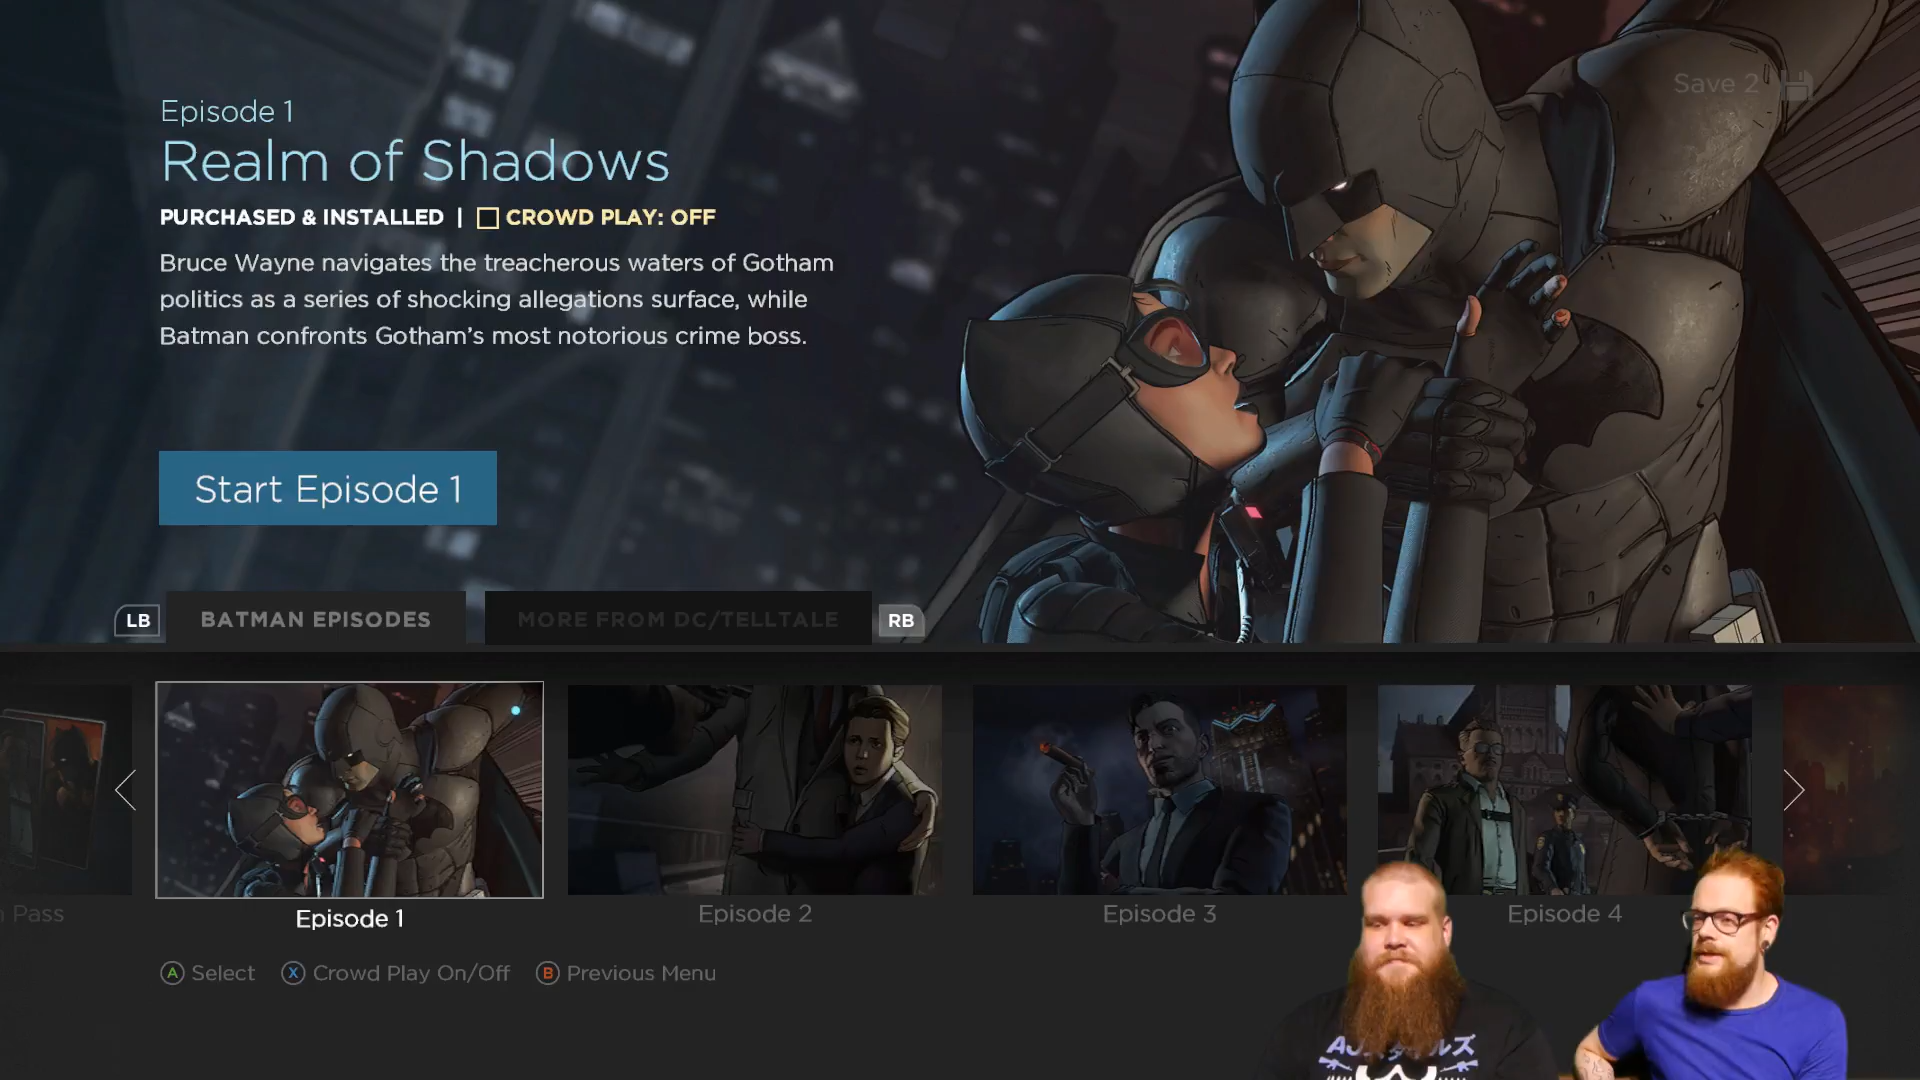 Save 2
Episode 1
Realm of Shadows
PURCHASED & INSTALLED | CROWD PLAY: OFF
Bruce Wayne navigates the treacherous waters of Gotham
politics as a series of shocking allegations surface, while
Batman confronts Gotham's most notorious crime boss.
Start Episode 1
LB BATMAN EPISODES MORE FROM DC/TELLTALE RB
Pass
Episode 1
Episode 2
Episode 3
Episode 4
A Select X Crowd Play On/Off B Previous Menu